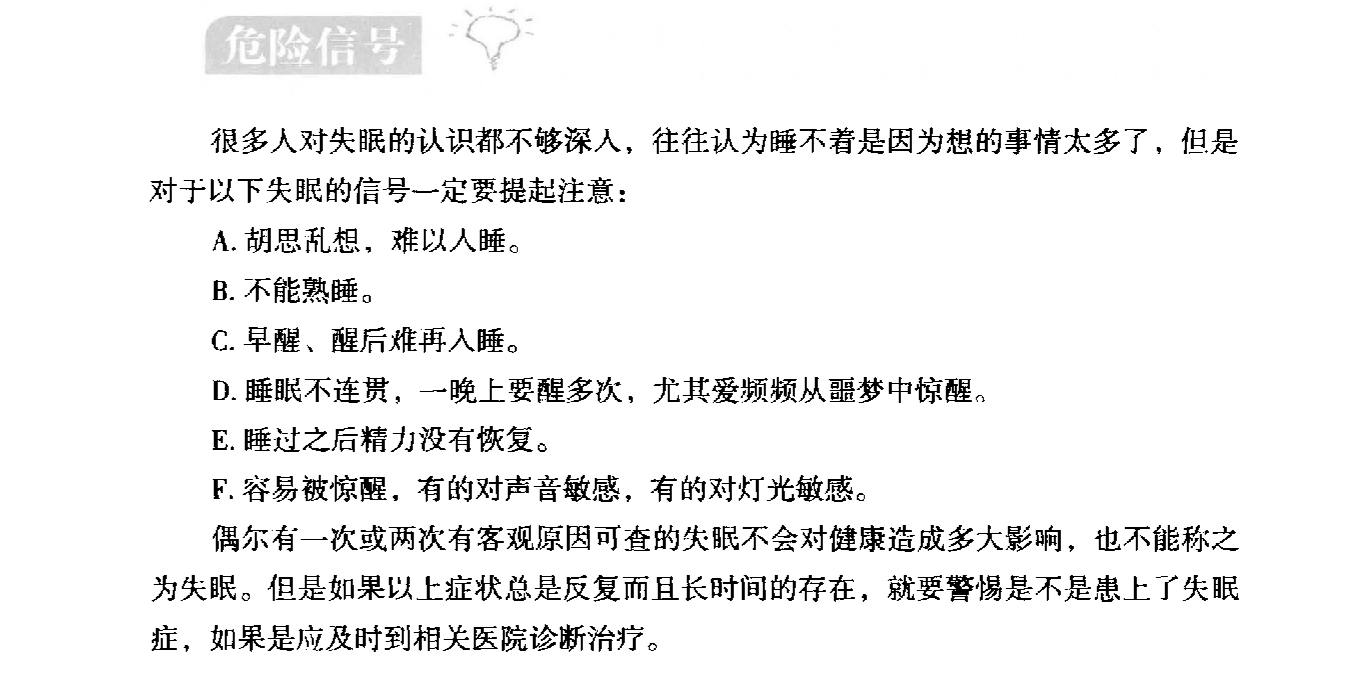 危险信号
很多人对失眠的认识都不够深入，往往认为睡不着是因为想的事情太多了，但是
对于以下失眠的信号一定要提起注意：
A. 胡思乱想，难以入睡。
B. 不能熟睡。
C. 早醒、醒后难再入睡。
D. 睡眠不连贯，一晚上要醒多次，尤其爱频频从噩梦中惊醒。
E. 睡过之后精力没有恢复。
F. 容易被惊醒，有的对声音敏感，有的对灯光敏感。
偶尔有一次或两次有客观原因可查的失眠不会对健康造成多大影响，也不能称之
为失眠。但是如果以上症状总是反复而且长时间的存在，就要警惕是不是患上了失眠
症，如果是应及时到相关医院诊断治疗。